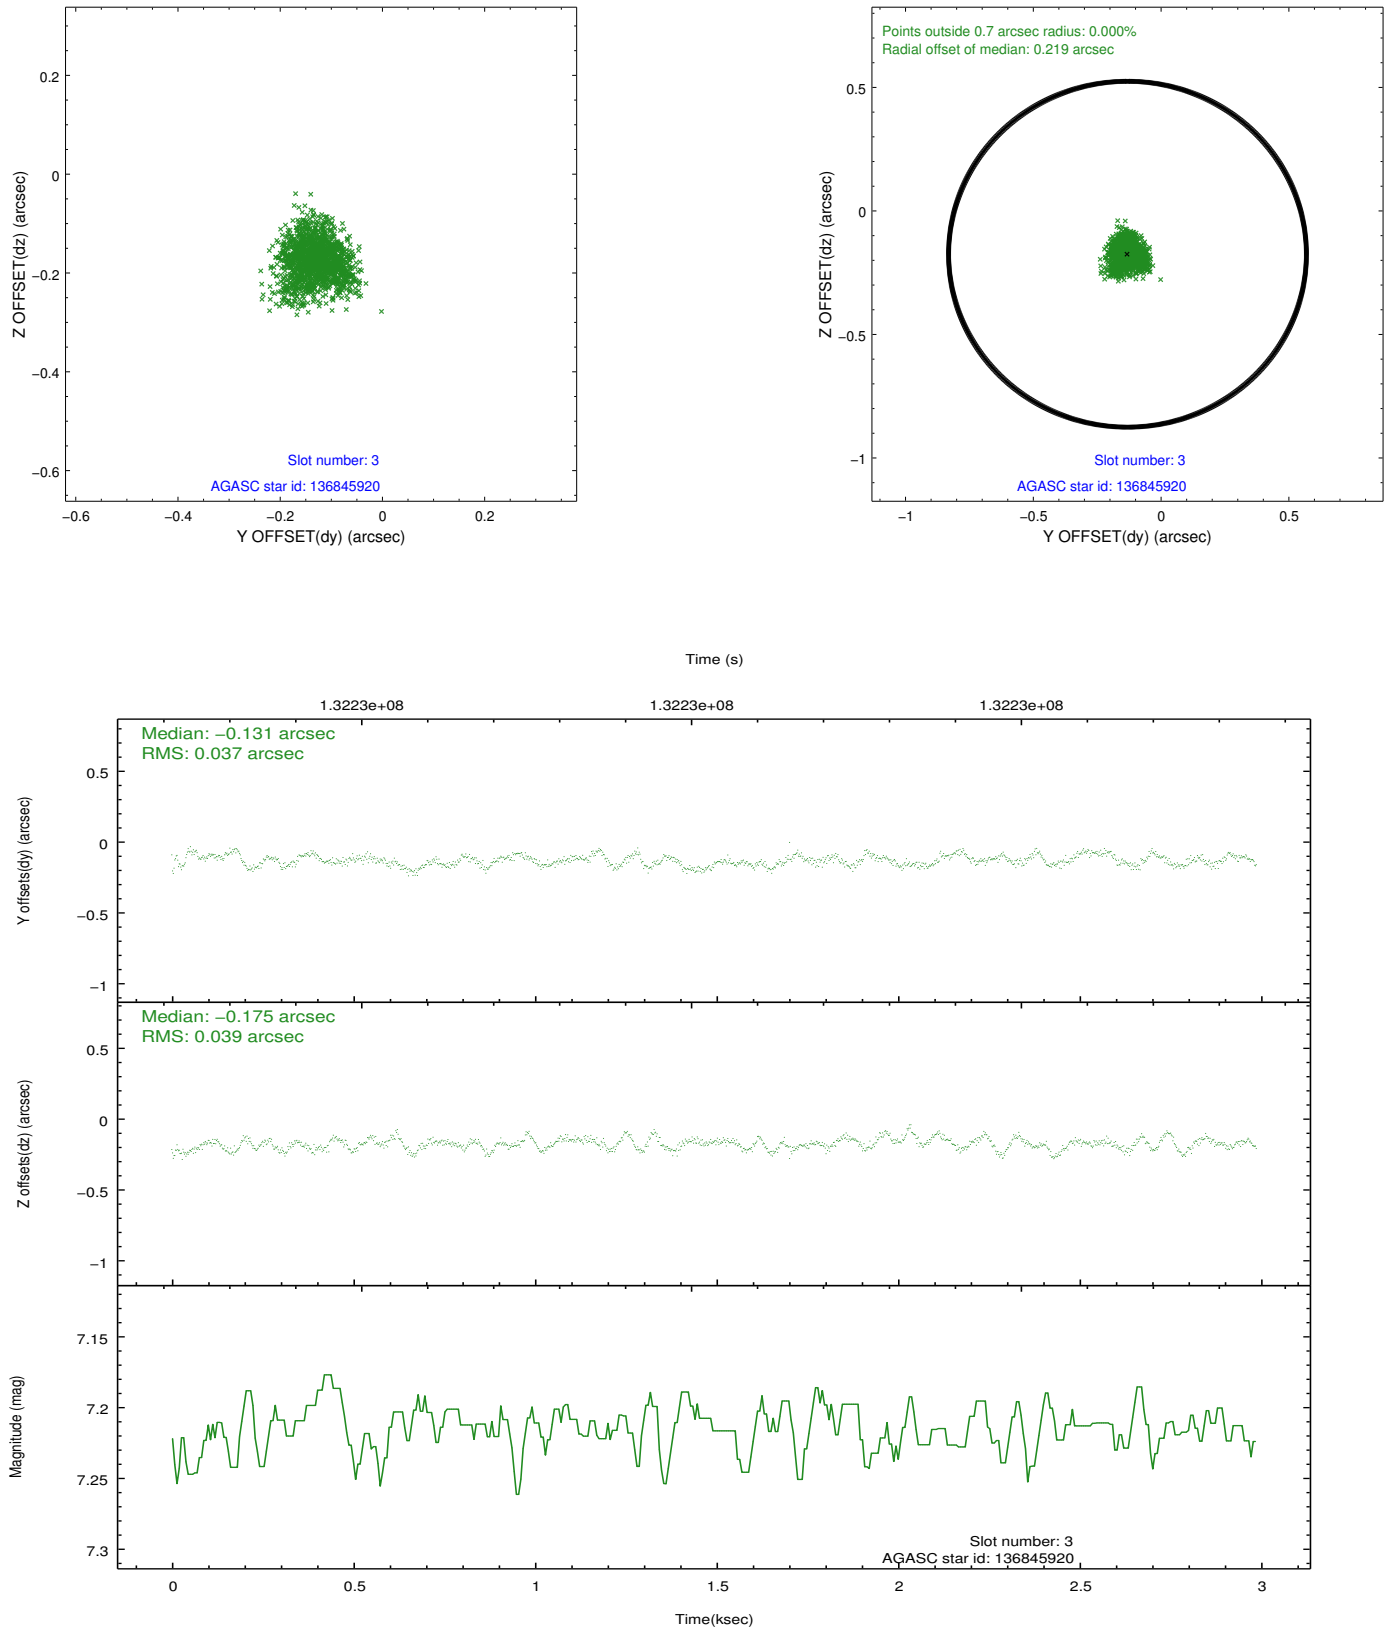 0.2
0
−0.2
−0.4
−0.6
Z OFFSET(dz) (arcsec)
Slot number: 3
AGASC star id: 136845920
−0.6
−0.4
−0.2
0
0.2
Y OFFSET(dy) (arcsec)
Points outside 0.7 arcsec radius: 0.000%
Radial offset of median: 0.219 arcsec
0.5
0
−0.5
−1
Z OFFSET(dz) (arcsec)
Slot number: 3
AGASC star id: 136845920
−1
−0.5
0
0.5
Y OFFSET(dy) (arcsec)
Time (s)
1.3223e+08
1.3223e+08
1.3223e+08
Median: −0.131 arcsec
RMS: 0.037 arcsec
0.5
0
−0.5
−1
Y offsets(dy) (arcsec)
Median: −0.175 arcsec
RMS: 0.039 arcsec
0.5
0
−0.5
−1
Z offsets(dz) (arcsec)
7.15
7.2
7.25
7.3
Magnitude (mag)
Slot number: 3
AGASC star id: 136845920
0
0.5
1
1.5
2
2.5
3
Time(ksec)